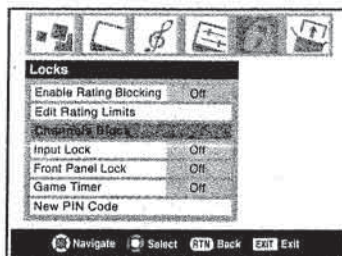 Locks
Enable Rating Blocking Off
Edit Rating Limits
Channels Block
Input Lock Off
Front Panel Lock Off
Game Timer Off
New PIN Code
Navigate Select RTN Back EXIT Exit